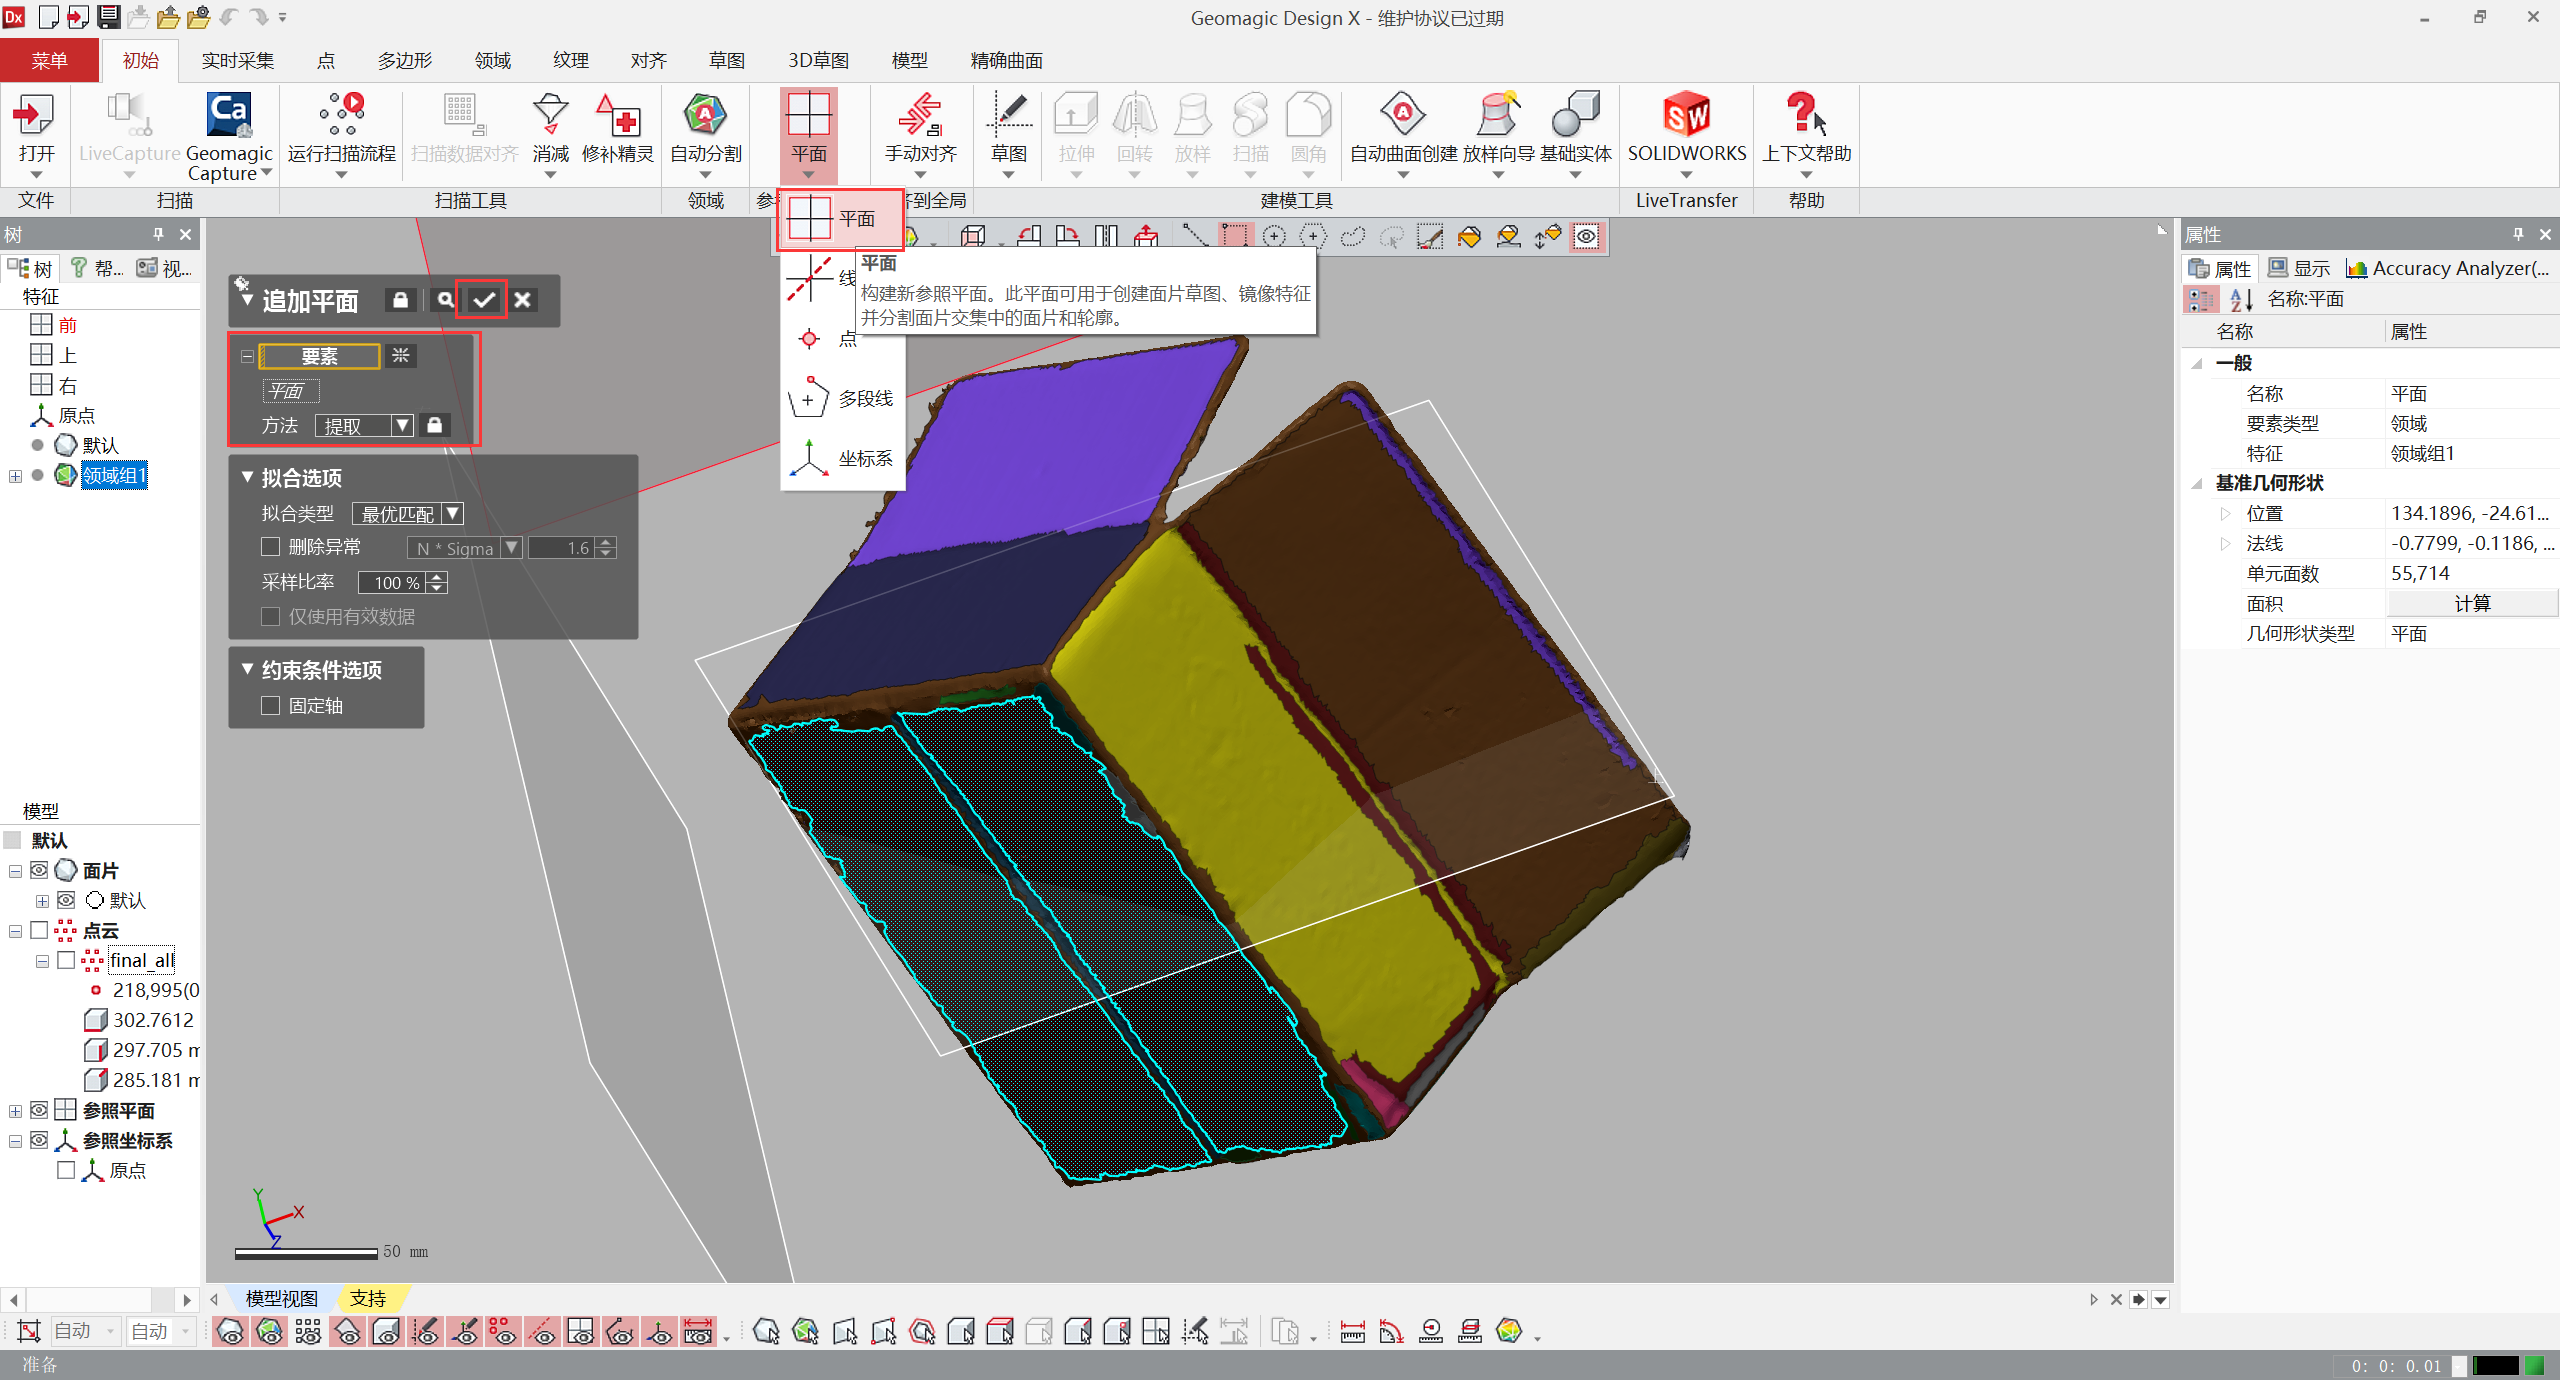 Dx
Geomagic Design X - 维护协议已过期
菜单 初始 实时采集 点 多边形 领域 纹理 对齐 草图 3D草图 模型 精确曲面
打开 LiveCapture Geomagic Capture 运行扫描流程 扫描数据对齐 消减 修补精灵 自动分割 平面 手动对齐 草图 拉伸 回转 放样 扫描 圆角 自动曲面创建 放样向导 基础实体 SOLIDWORKS 上下文帮助
文件 扫描 扫描工具 领域 建模工具 LiveTransfer 帮助
平面
线
点
多段线
坐标系
平面
构建新参照平面。此平面可用于创建面片草图、镜像特征
并分割面片交集中的面片和轮廓。
树
树 帮... 视...
特征
前
上
右
原点
默认
领域组1
模型
默认
面片
默认
点云
final_all
218,995(0
302.7612
297.705 m
285.181 m
参照平面
参照坐标系
原点
追加平面
要素
平面
方法 提取
拟合选项
拟合类型 最优匹配
删除异常 N * Sigma 1.6
采样比率 100 %
仅使用有效数据
约束条件选项
固定轴
Y
X
Z
50 mm
属性
属性 显示 Accuracy Analyzer(...
名称:平面
名称 属性
一般
名称 平面
要素类型 领域
特征 领域组1
基准几何形状
位置 134.1896, -24.61...
法线 -0.7799, -0.1186, ...
单元面数 55,714
面积 计算
几何形状类型 平面
模型视图 支持
自动 自动
准备
0: 0: 0.01